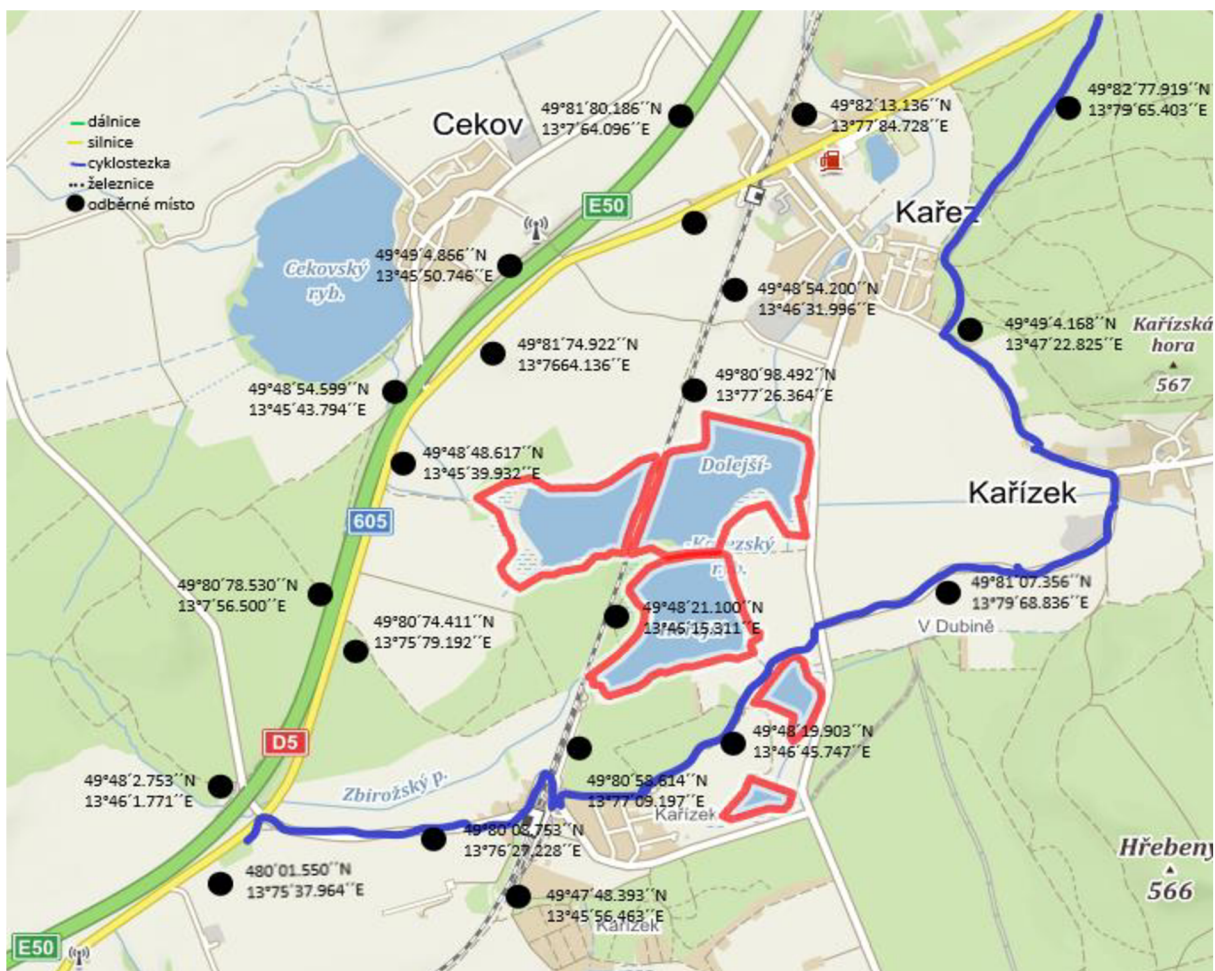 49°82´77.919´´N
13°79´65.403´´E
49°81´80.186´´N
13°7´64.096´´E
49°82´13.136´´N
13°77´84.728´´E
Cekov
dálnice
silnice
cyklostezka
železnice
odběrné místo
E50
Kařez
49°49´4.866´´N
13°45´50.746´´E
Cekovský
ryb.
49°48´54.200´´N
13°46´31.996´´E
49°49´4.168´´N
13°47´22.825´´E
Kařízská
hora
567
49°81´74.922´´N
13°7664.136´´E
49°48´54.599´´N
13°45´43.794´´E
49°80´98.492´´N
13°77´26.364´´E
49°48´48.617´´N
13°45´39.932´´E
Dolejší-
Kařízek
605
ryb.
49°80´78.530´´N
13°7´56.500´´E
49°81´07.356´´N
13°79´68.836´´E
49°48´21.100´´N
13°46´15.311´´E
V Dubině
49°80´74.411´´N
13°75´79.192´´E
D5
49°48´19.903´´N
13°46´45.747´´E
49°48´2.753´´N
13°46´1.771´´E
Zbirožský p.
49°80´58.614´´N
13°77´09.197´´E
Kařízek
49°80´08.753´´N
13°76´27.228´´E
Hřebeny
566
480´01.550´´N
13°75´37.964´´E
49°47´48.393´´N
13°45´56.463´´E
Kařízek
E50